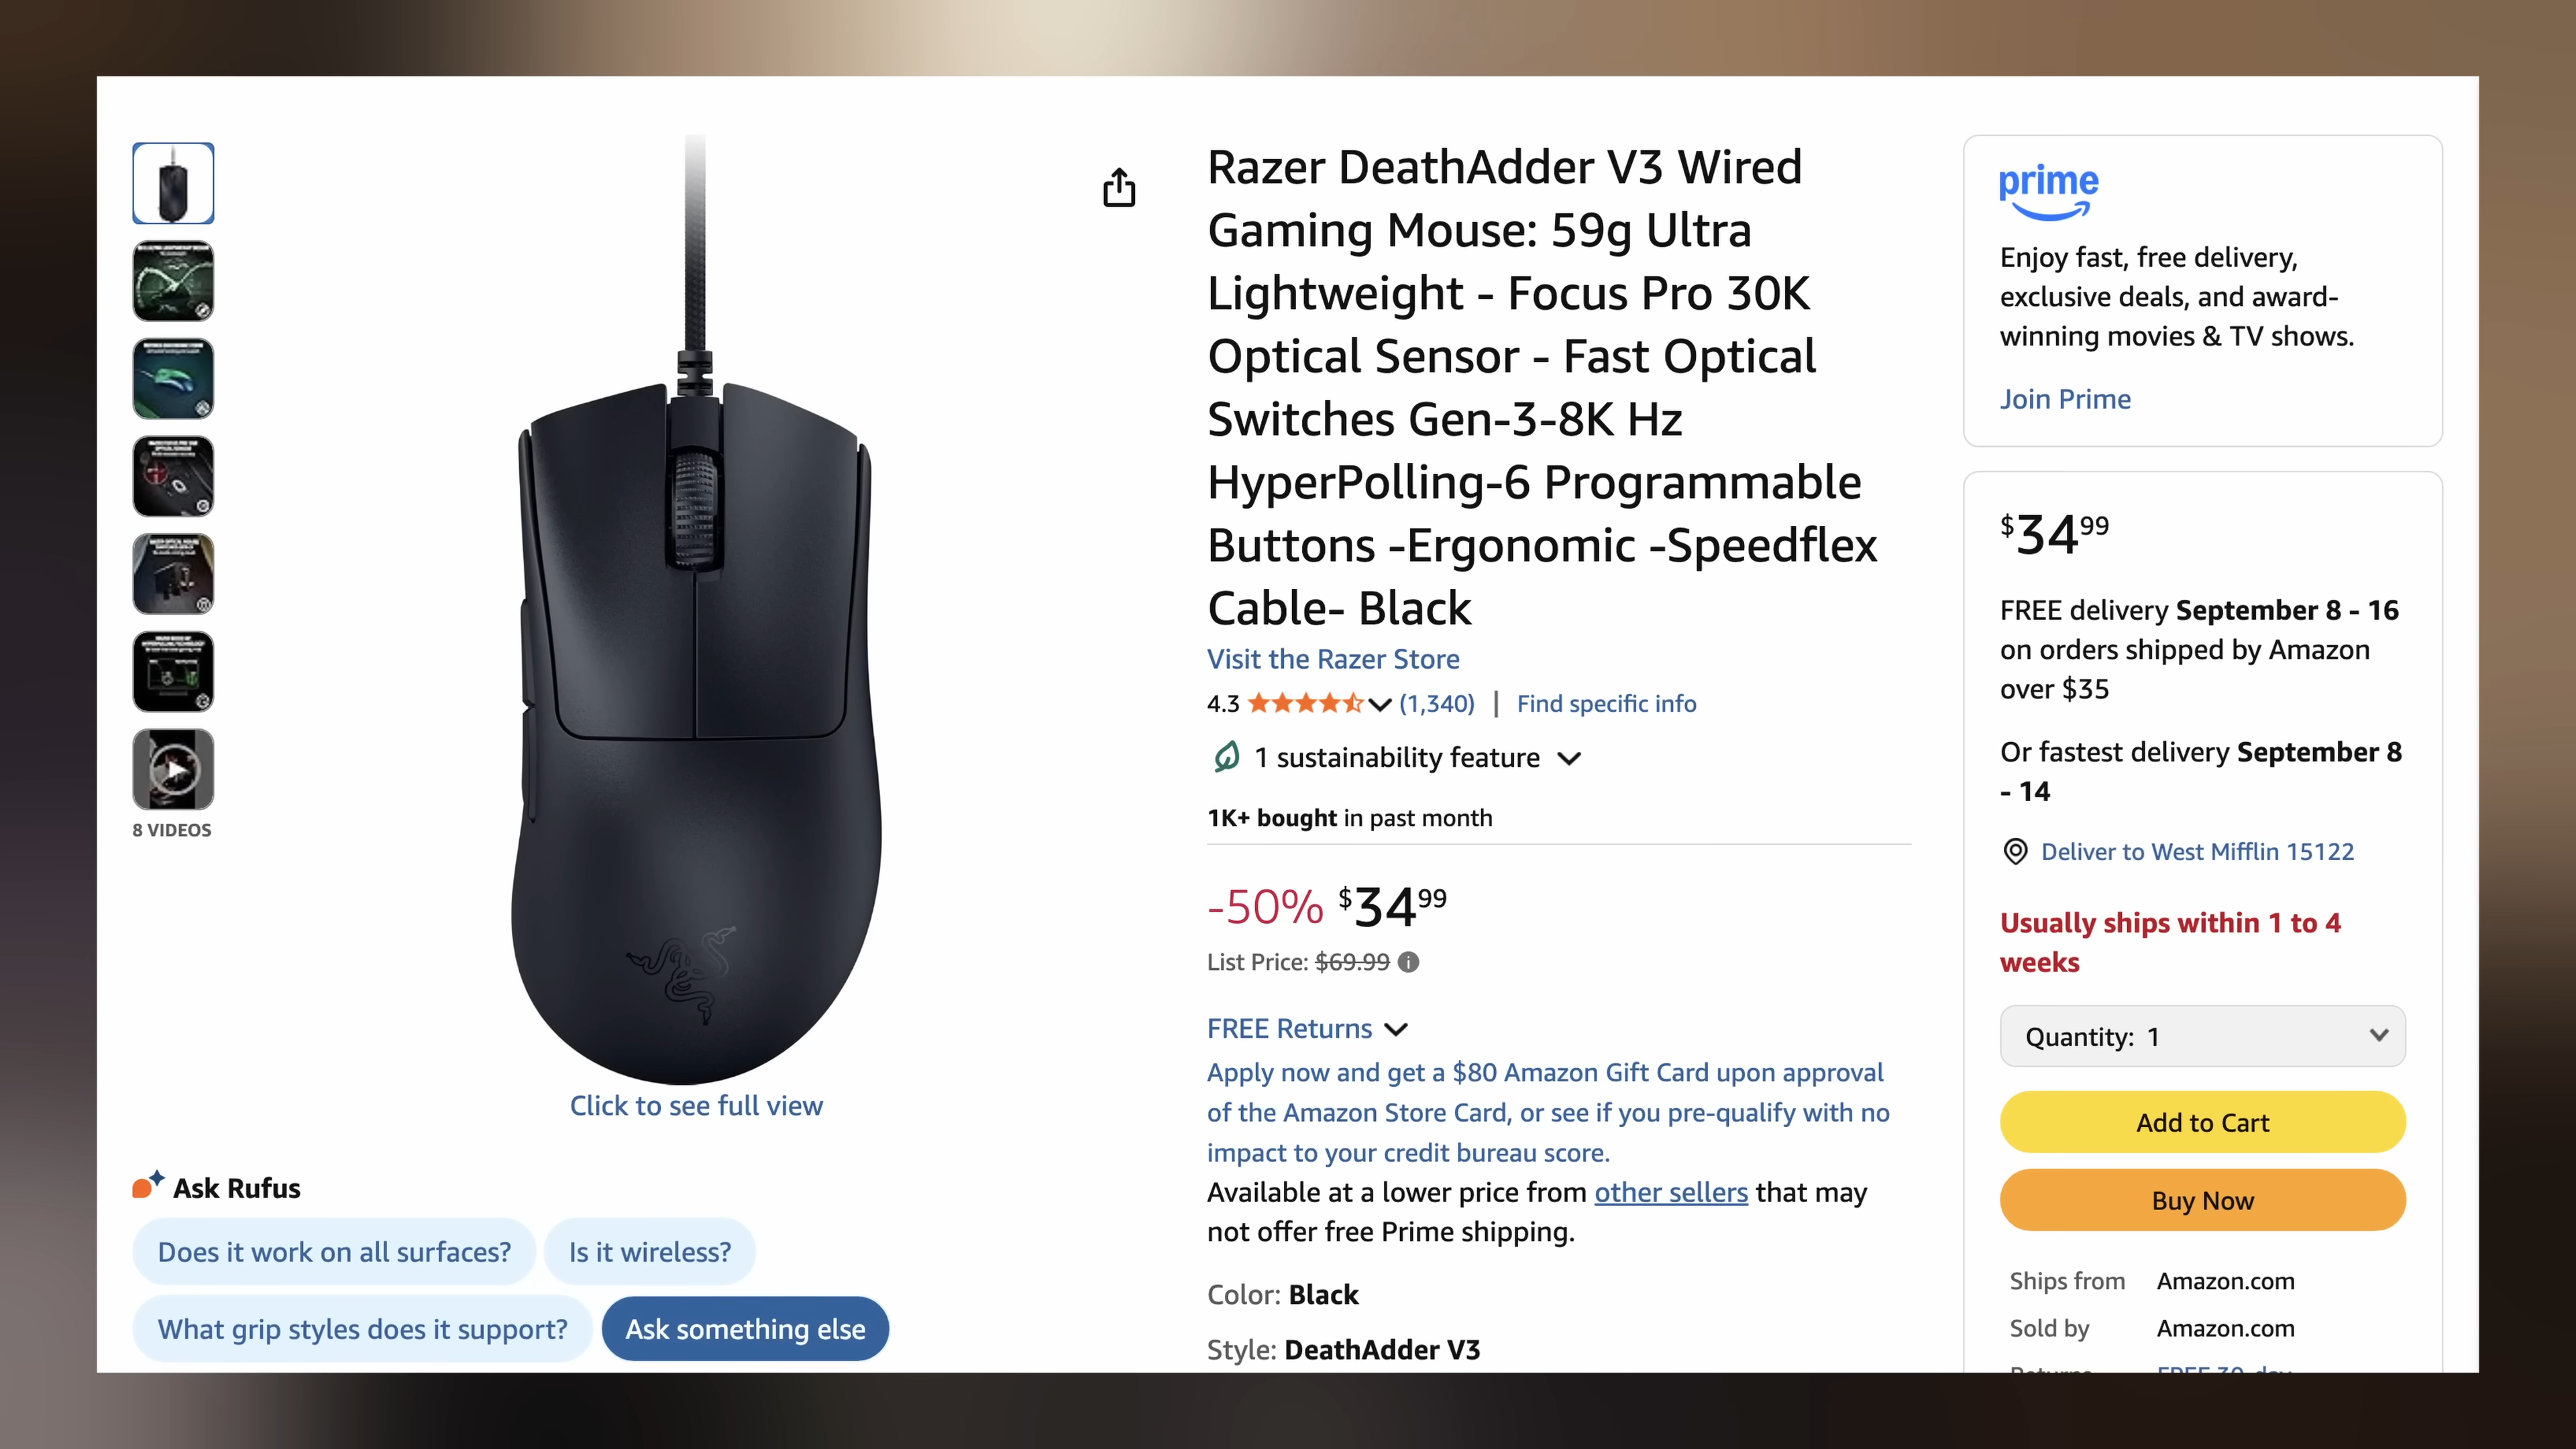 8 VIDEOS
Click to see full view
Ask Rufus
Does it work on all surfaces?
Is it wireless?
What grip styles does it support?
Ask something else
Razer DeathAdder V3 Wired
Gaming Mouse: 59g Ultra
Lightweight - Focus Pro 30K
Optical Sensor - Fast Optical
Switches Gen-3-8K Hz
HyperPolling-6 Programmable
Buttons -Ergonomic -Speedflex
Cable- Black
Visit the Razer Store
4.3 (1,340) | Find specific info
1 sustainability feature
1K+ bought in past month
-50% $34 99
List Price: $69.99
FREE Returns
Apply now and get a $80 Amazon Gift Card upon approval
of the Amazon Store Card, or see if you pre-qualify with no
impact to your credit bureau score.
Available at a lower price from other sellers that may
not offer free Prime shipping.
Color: Black
Style: DeathAdder V3
prime
Enjoy fast, free delivery,
exclusive deals, and award-
winning movies & TV shows.
Join Prime
$34 99
FREE delivery September 8 - 16
on orders shipped by Amazon
over $35
Or fastest delivery September 8
- 14
Deliver to West Mifflin 15122
Usually ships within 1 to 4
weeks
Quantity: 1
Add to Cart
Buy Now
Ships from Amazon.com
Sold by Amazon.com